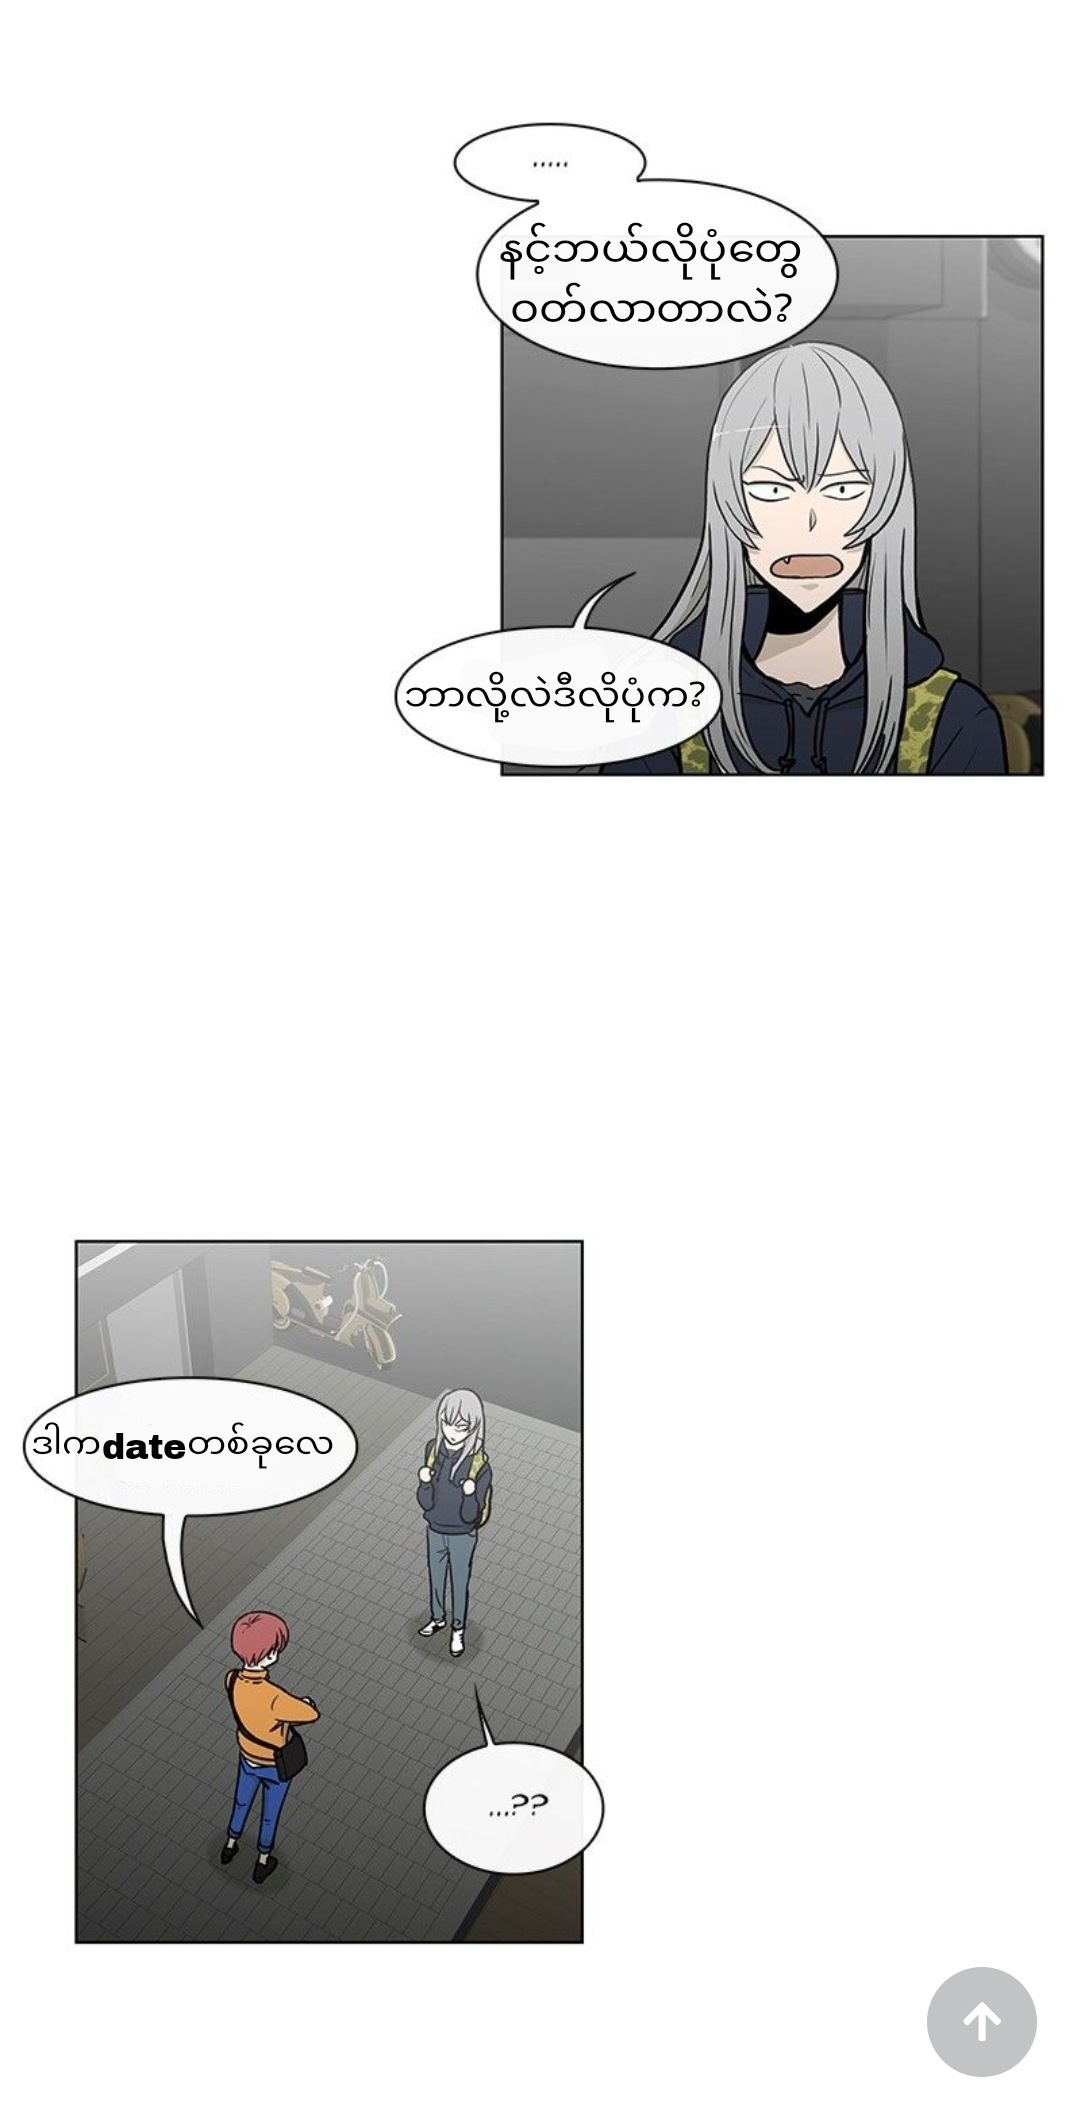 .....
နင့်ဘယ်လိုပုံတွေ
ဝတ်လာတာလဲ?
ဘာလို့လဲဒီလိုပုံက?
ဒါကdateတစ်ခုလေ
...??